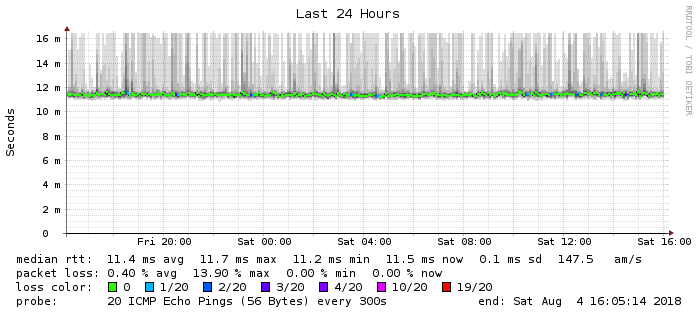 Last 24 Hours
RRDTOOL / TOBI OETIKER
Seconds
16 m
14 m
12 m
10 m
8 m
6 m
4 m
2 m
0
Fri 20:00 Sat 00:00 Sat 04:00 Sat 08:00 Sat 12:00 Sat 16:00
median rtt: 11.4 ms avg 11.7 ms max 11.2 ms min 11.5 ms now 0.1 ms sd 147.5 am/s
packet loss: 0.40 % avg 13.90 % max 0.00 % min 0.00 % now
loss color: 0 1/20 2/20 3/20 4/20 10/20 19/20
probe: 20 ICMP Echo Pings (56 Bytes) every 300s end: Sat Aug 4 16:05:14 2018